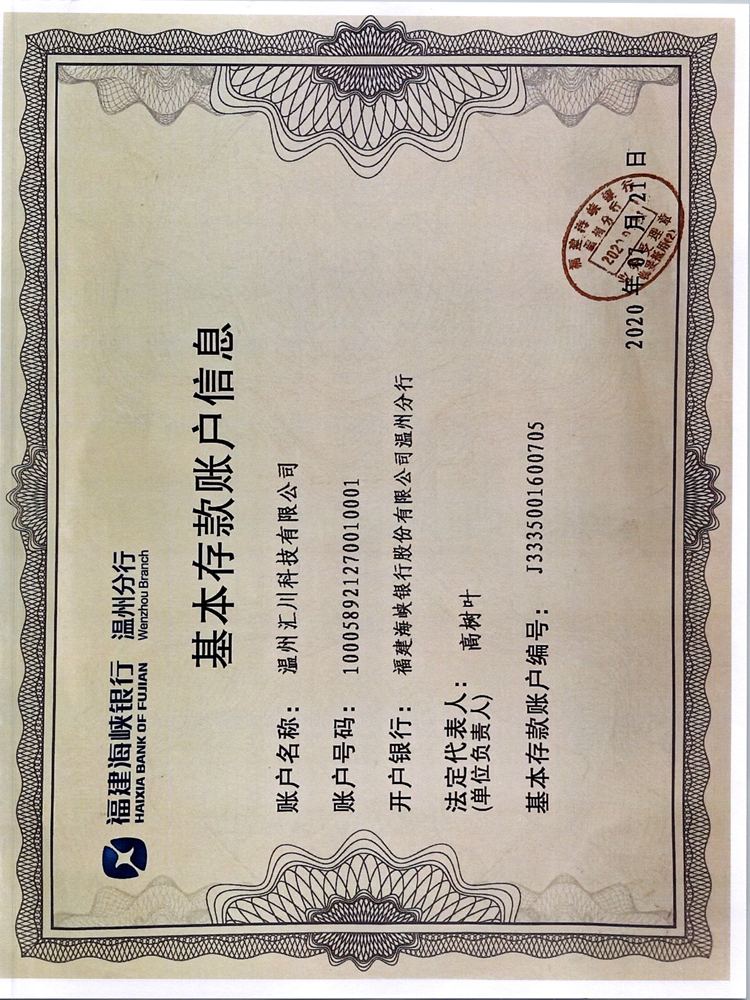 福建海峡银行 温州分行
HAIXIA BANK OF FUJIAN Wenzhou Branch
基本存款账户信息
账户名称： 温州汇川科技有限公司
账户号码： 100058921270010001
开户银行： 福建海峡银行股份有限公司温州分行
法定代表人： 高树叶
(单位负责人)
基本存款账户编号： J3335001600705
2020 年 07 月 21 日
福建海峡银行
温州分行